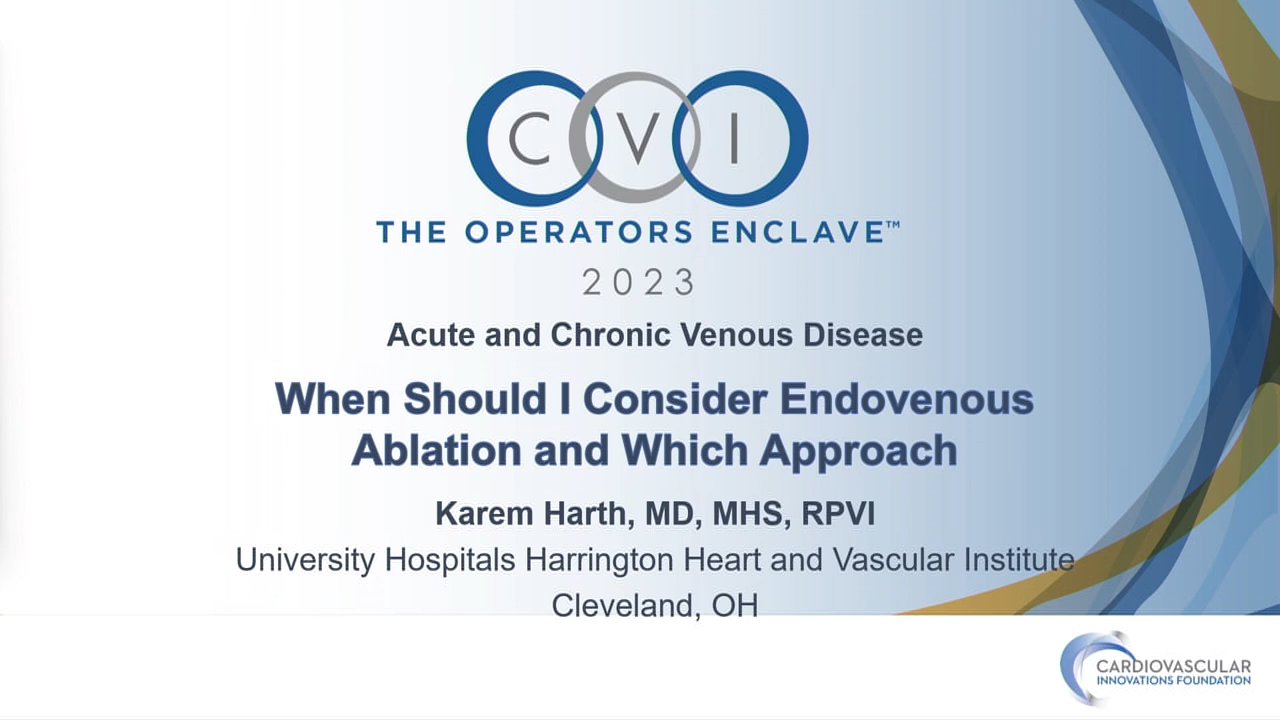 C V I
THE OPERATORS ENCLAVE™
2023
Acute and Chronic Venous Disease
When Should I Consider Endovenous
Ablation and Which Approach
Karem Harth, MD, MHS, RPVI
University Hospitals Harrington Heart and Vascular Institute
Cleveland, OH
CARDIOVASCULAR
INNOVATIONS FOUNDATION